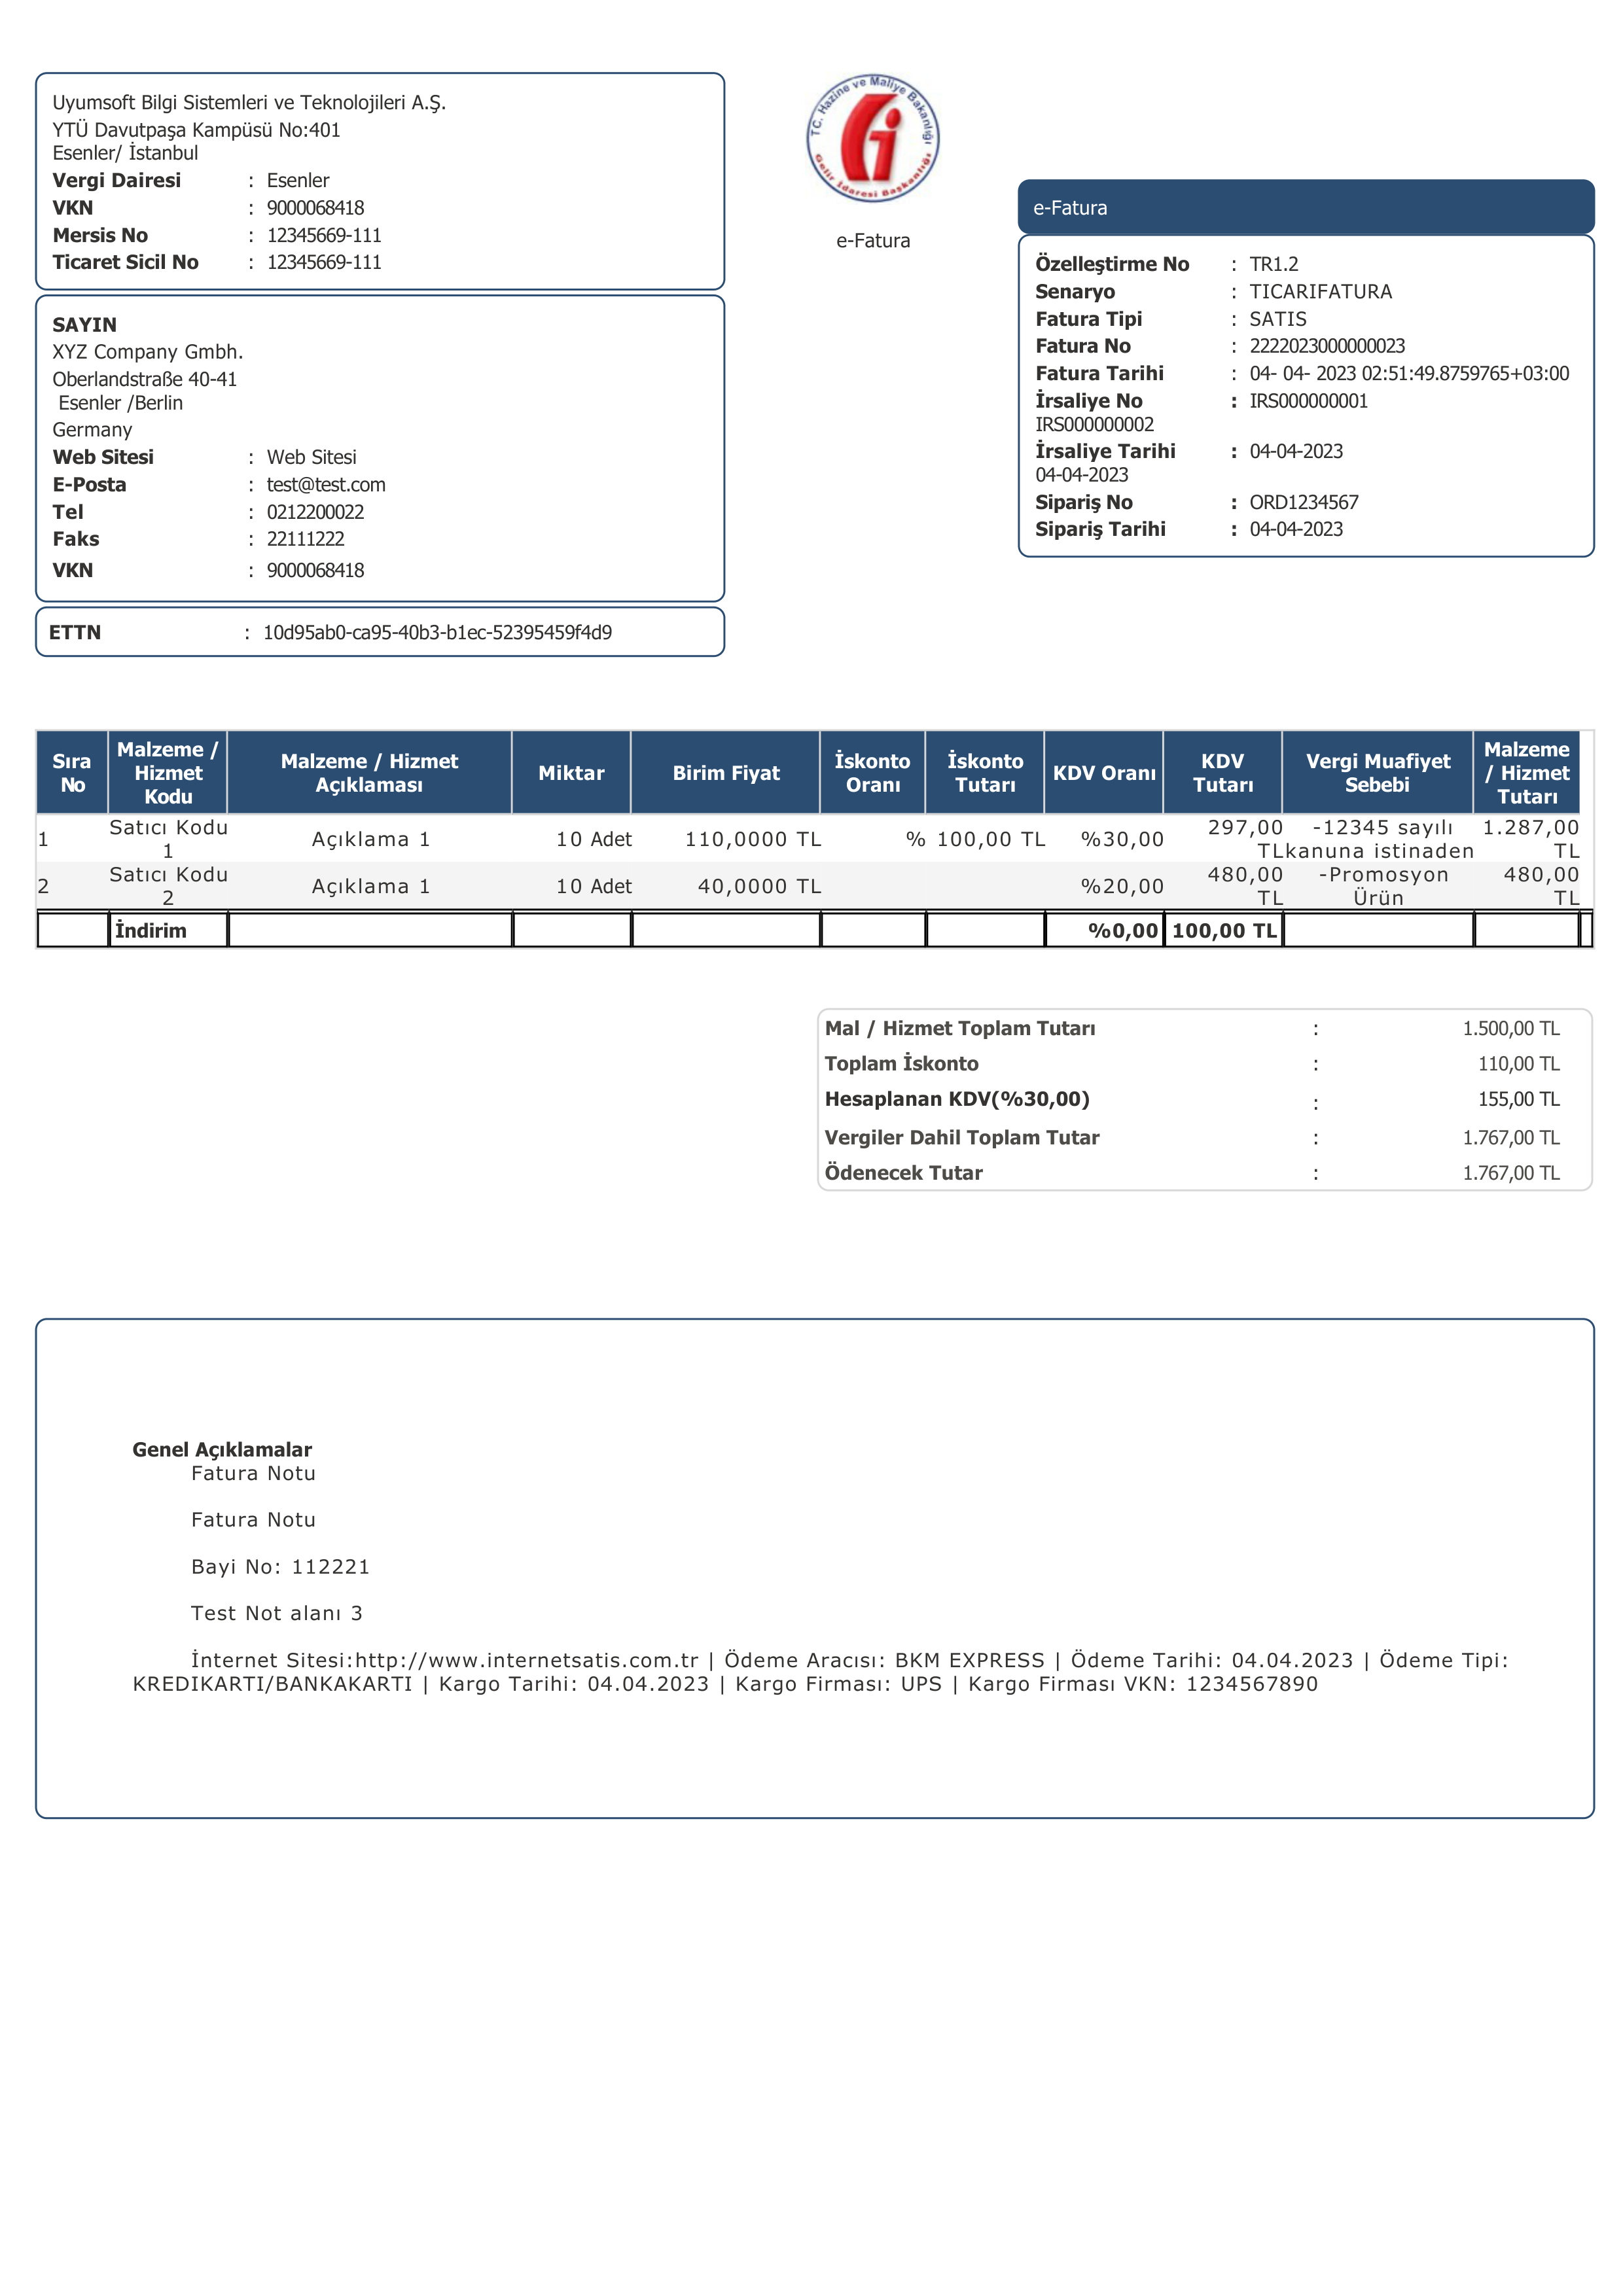 Uyumsoft Bilgi Sistemleri ve Teknolojileri A.Ş.
YTÜ Davutpaşa Kampüsü No:401
Esenler/ İstanbul
Vergi Dairesi : Esenler
VKN : 9000068418
Mersis No : 12345669-111
Ticaret Sicil No : 12345669-111
SAYIN
XYZ Company Gmbh.
Oberlandstraße 40-41
Esenler /Berlin
Germany
Web Sitesi : Web Sitesi
E-Posta : test@test.com
Tel : 0212200022
Faks : 22111222
VKN : 9000068418
ETTN : 10d95ab0-ca95-40b3-b1ec-52395459f4d9
TC. Hazine ve Maliye Bakanlığı
Gelir İdaresi Başkanlığı
e-Fatura
e-Fatura
Özelleştirme No : TR1.2
Senaryo : TICARIFATURA
Fatura Tipi : SATIS
Fatura No : 2222023000000023
Fatura Tarihi : 04- 04- 2023 02:51:49.8759765+03:00
İrsaliye No : IRS000000001
IRS000000002
İrsaliye Tarihi : 04-04-2023
04-04-2023
Sipariş No : ORD1234567
Sipariş Tarihi : 04-04-2023
Sıra No Malzeme / Hizmet Kodu Malzeme / Hizmet Açıklaması Miktar Birim Fiyat İskonto Oranı İskonto Tutarı KDV Oranı KDV Tutarı Vergi Muafiyet Sebebi Malzeme / Hizmet Tutarı
1 Satıcı Kodu 1 Açıklama 1 10 Adet 110,0000 TL % 100,00 TL %30,00 297,00 TL -12345 sayılı kanuna istinaden 1.287,00 TL
2 Satıcı Kodu 2 Açıklama 1 10 Adet 40,0000 TL %20,00 480,00 TL -Promosyon Ürün 480,00 TL
İndirim %0,00 100,00 TL
Mal / Hizmet Toplam Tutarı : 1.500,00 TL
Toplam İskonto : 110,00 TL
Hesaplanan KDV(%30,00) : 155,00 TL
Vergiler Dahil Toplam Tutar : 1.767,00 TL
Ödenecek Tutar : 1.767,00 TL
Genel Açıklamalar
Fatura Notu
Fatura Notu
Bayi No: 112221
Test Not alanı 3
İnternet Sitesi:http://www.internetsatis.com.tr | Ödeme Aracısı: BKM EXPRESS | Ödeme Tarihi: 04.04.2023 | Ödeme Tipi:
KREDIKARTI/BANKAKARTI | Kargo Tarihi: 04.04.2023 | Kargo Firması: UPS | Kargo Firması VKN: 1234567890